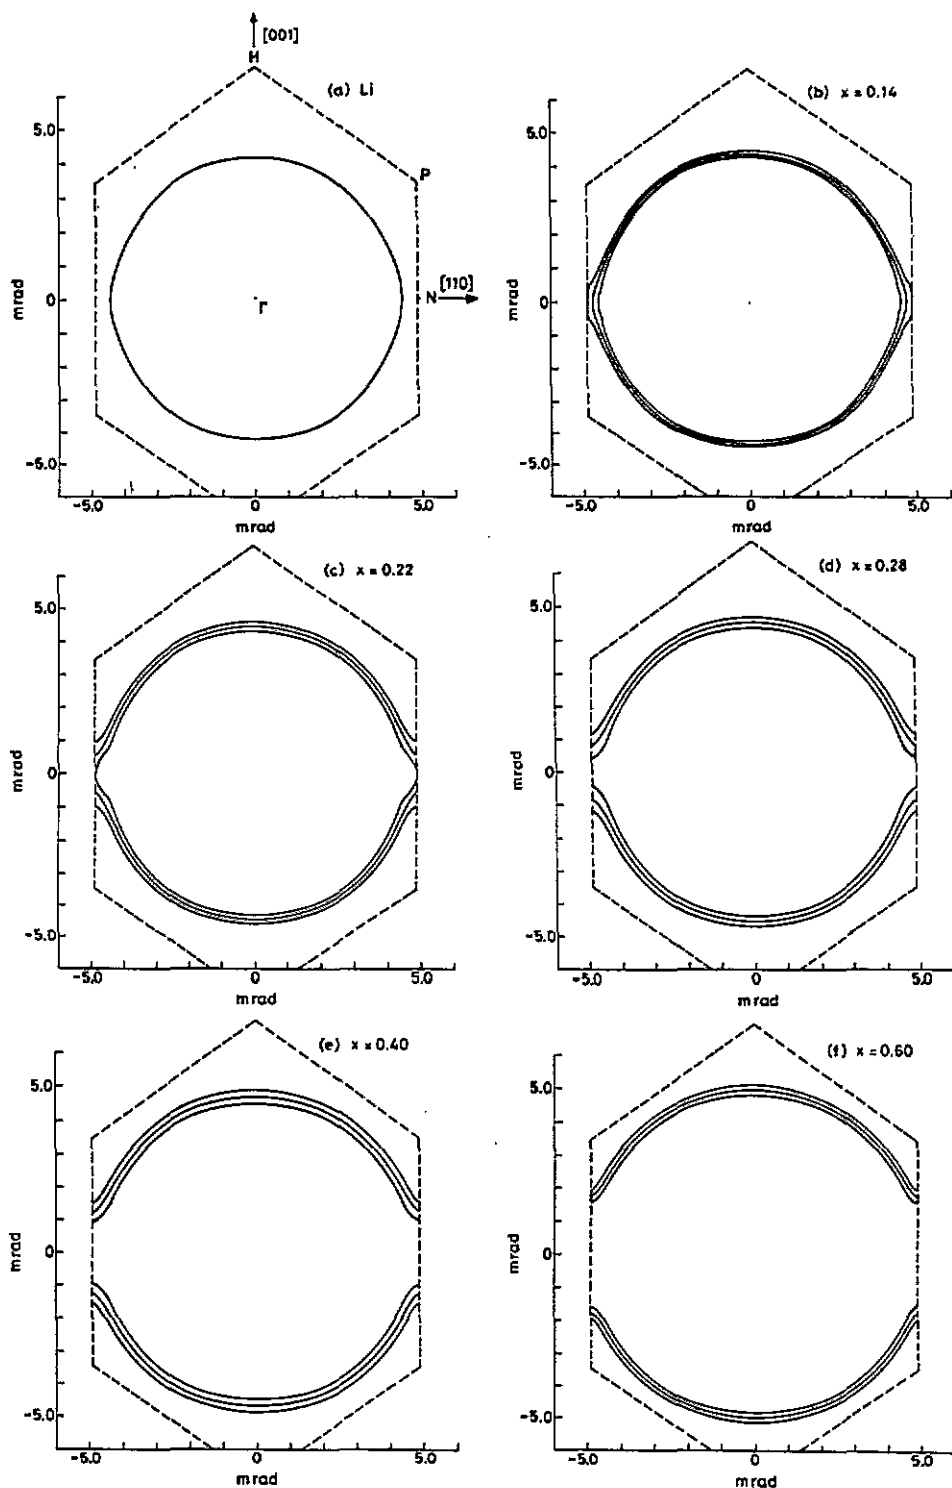 [001]
H
(a) Li
5.0
P
mrad
0
Γ
N
[110]
-5.0
-5.0
0
5.0
mrad
(b) x = 0.14
5.0
mrad
0
-5.0
-5.0
0
5.0
mrad
(c) x = 0.22
5.0
mrad
0
-5.0
-5.0
0
5.0
mrad
(d) x = 0.28
5.0
mrad
0
-5.0
-5.0
0
5.0
mrad
(e) x = 0.40
5.0
mrad
0
-5.0
-5.0
0
5.0
mrad
(f) x = 0.60
5.0
mrad
0
-5.0
-5.0
0
5.0
mrad